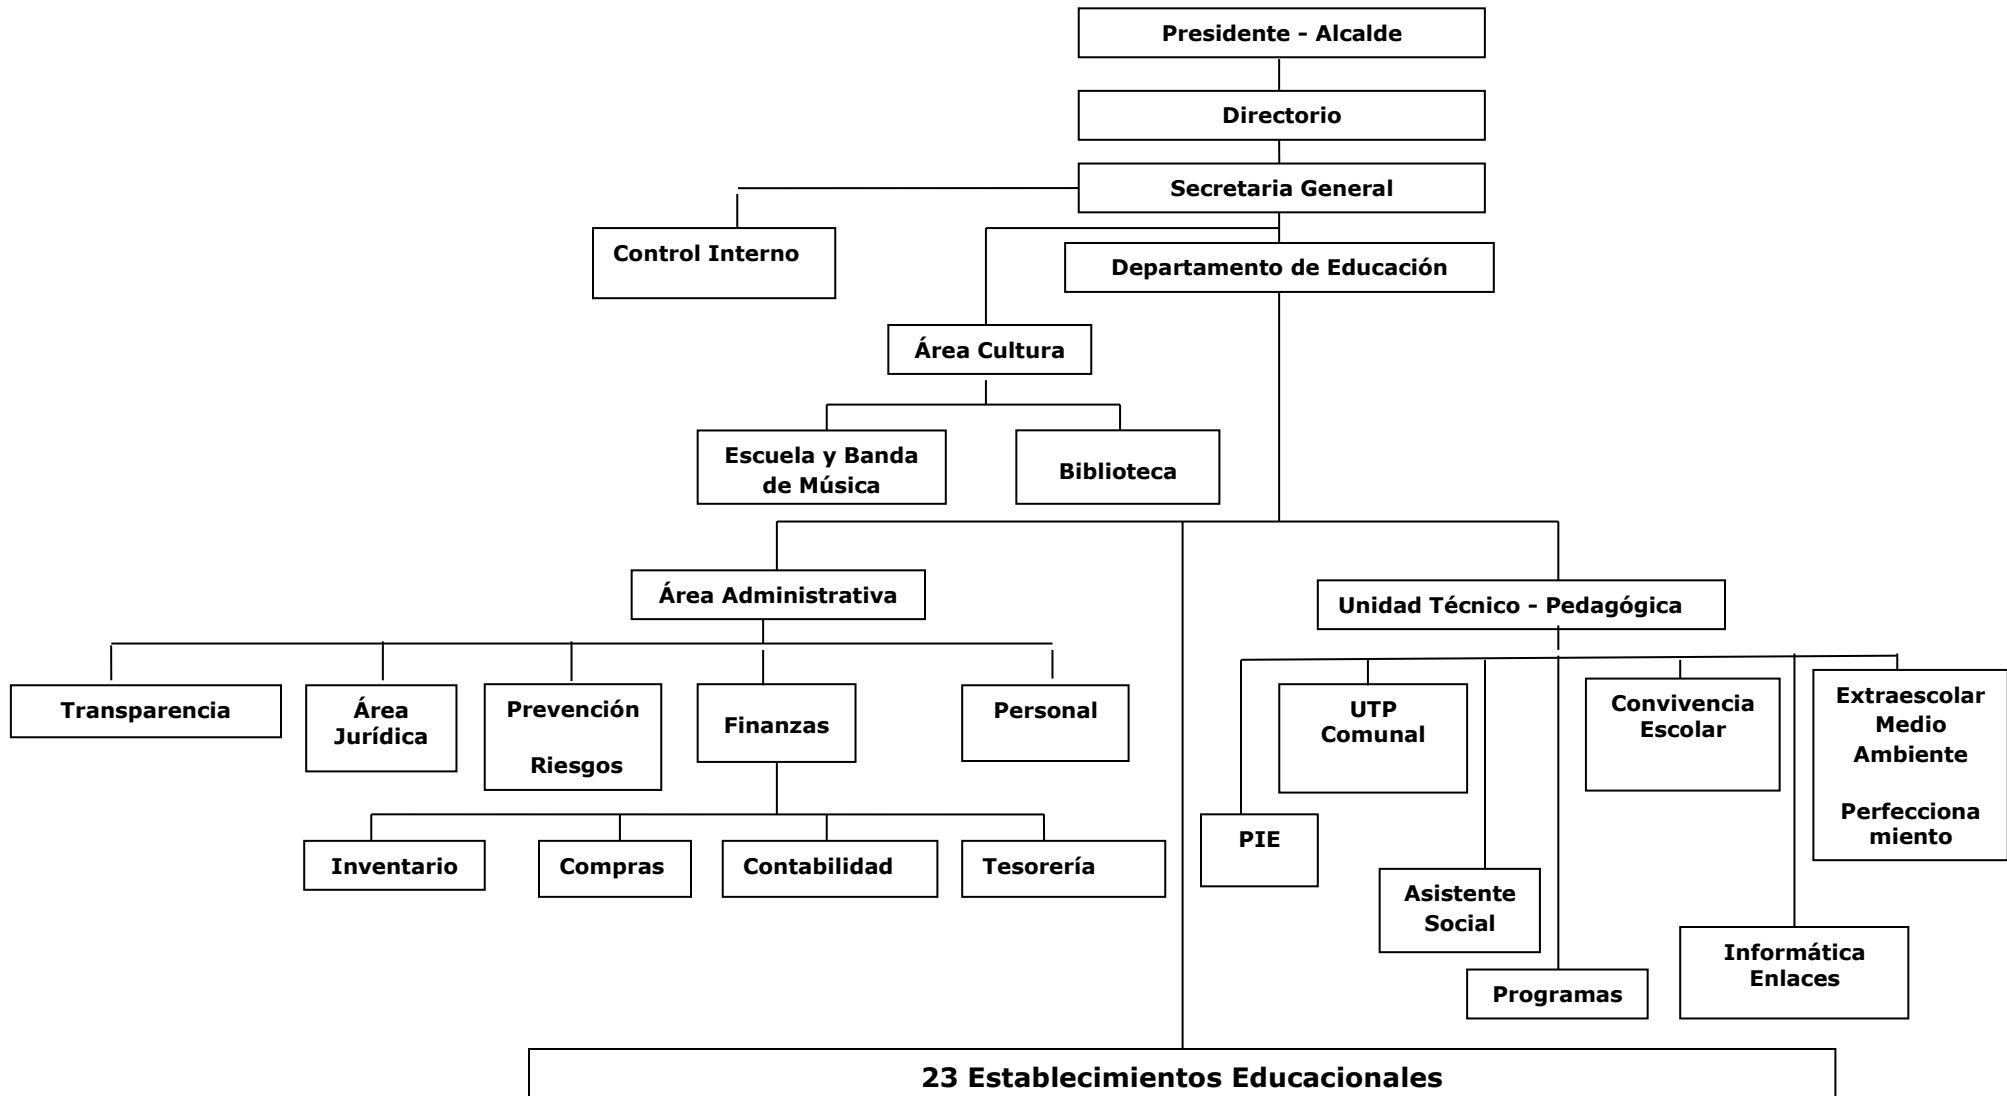 Presidente - Alcalde
Directorio
Secretaria General
Control Interno
Departamento de Educación
Área Cultura
Escuela y Banda
de Música
Biblioteca
Área Administrativa
Unidad Técnico - Pedagógica
Transparencia
Área
Jurídica
Prevención
Riesgos
Finanzas
Personal
UTP
Comunal
Convivencia
Escolar
Extraescolar
Medio
Ambiente
Perfecciona
miento
Inventario
Compras
Contabilidad
Tesorería
PIE
Asistente
Social
Programas
Informática
Enlaces
23 Establecimientos Educacionales